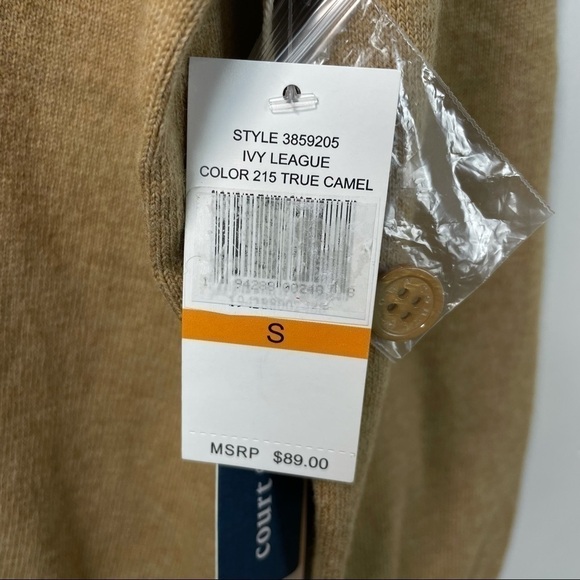 STYLE 3859205
IVY LEAGUE
COLOR 215 TRUE CAMEL
S
MSRP $89.00
court